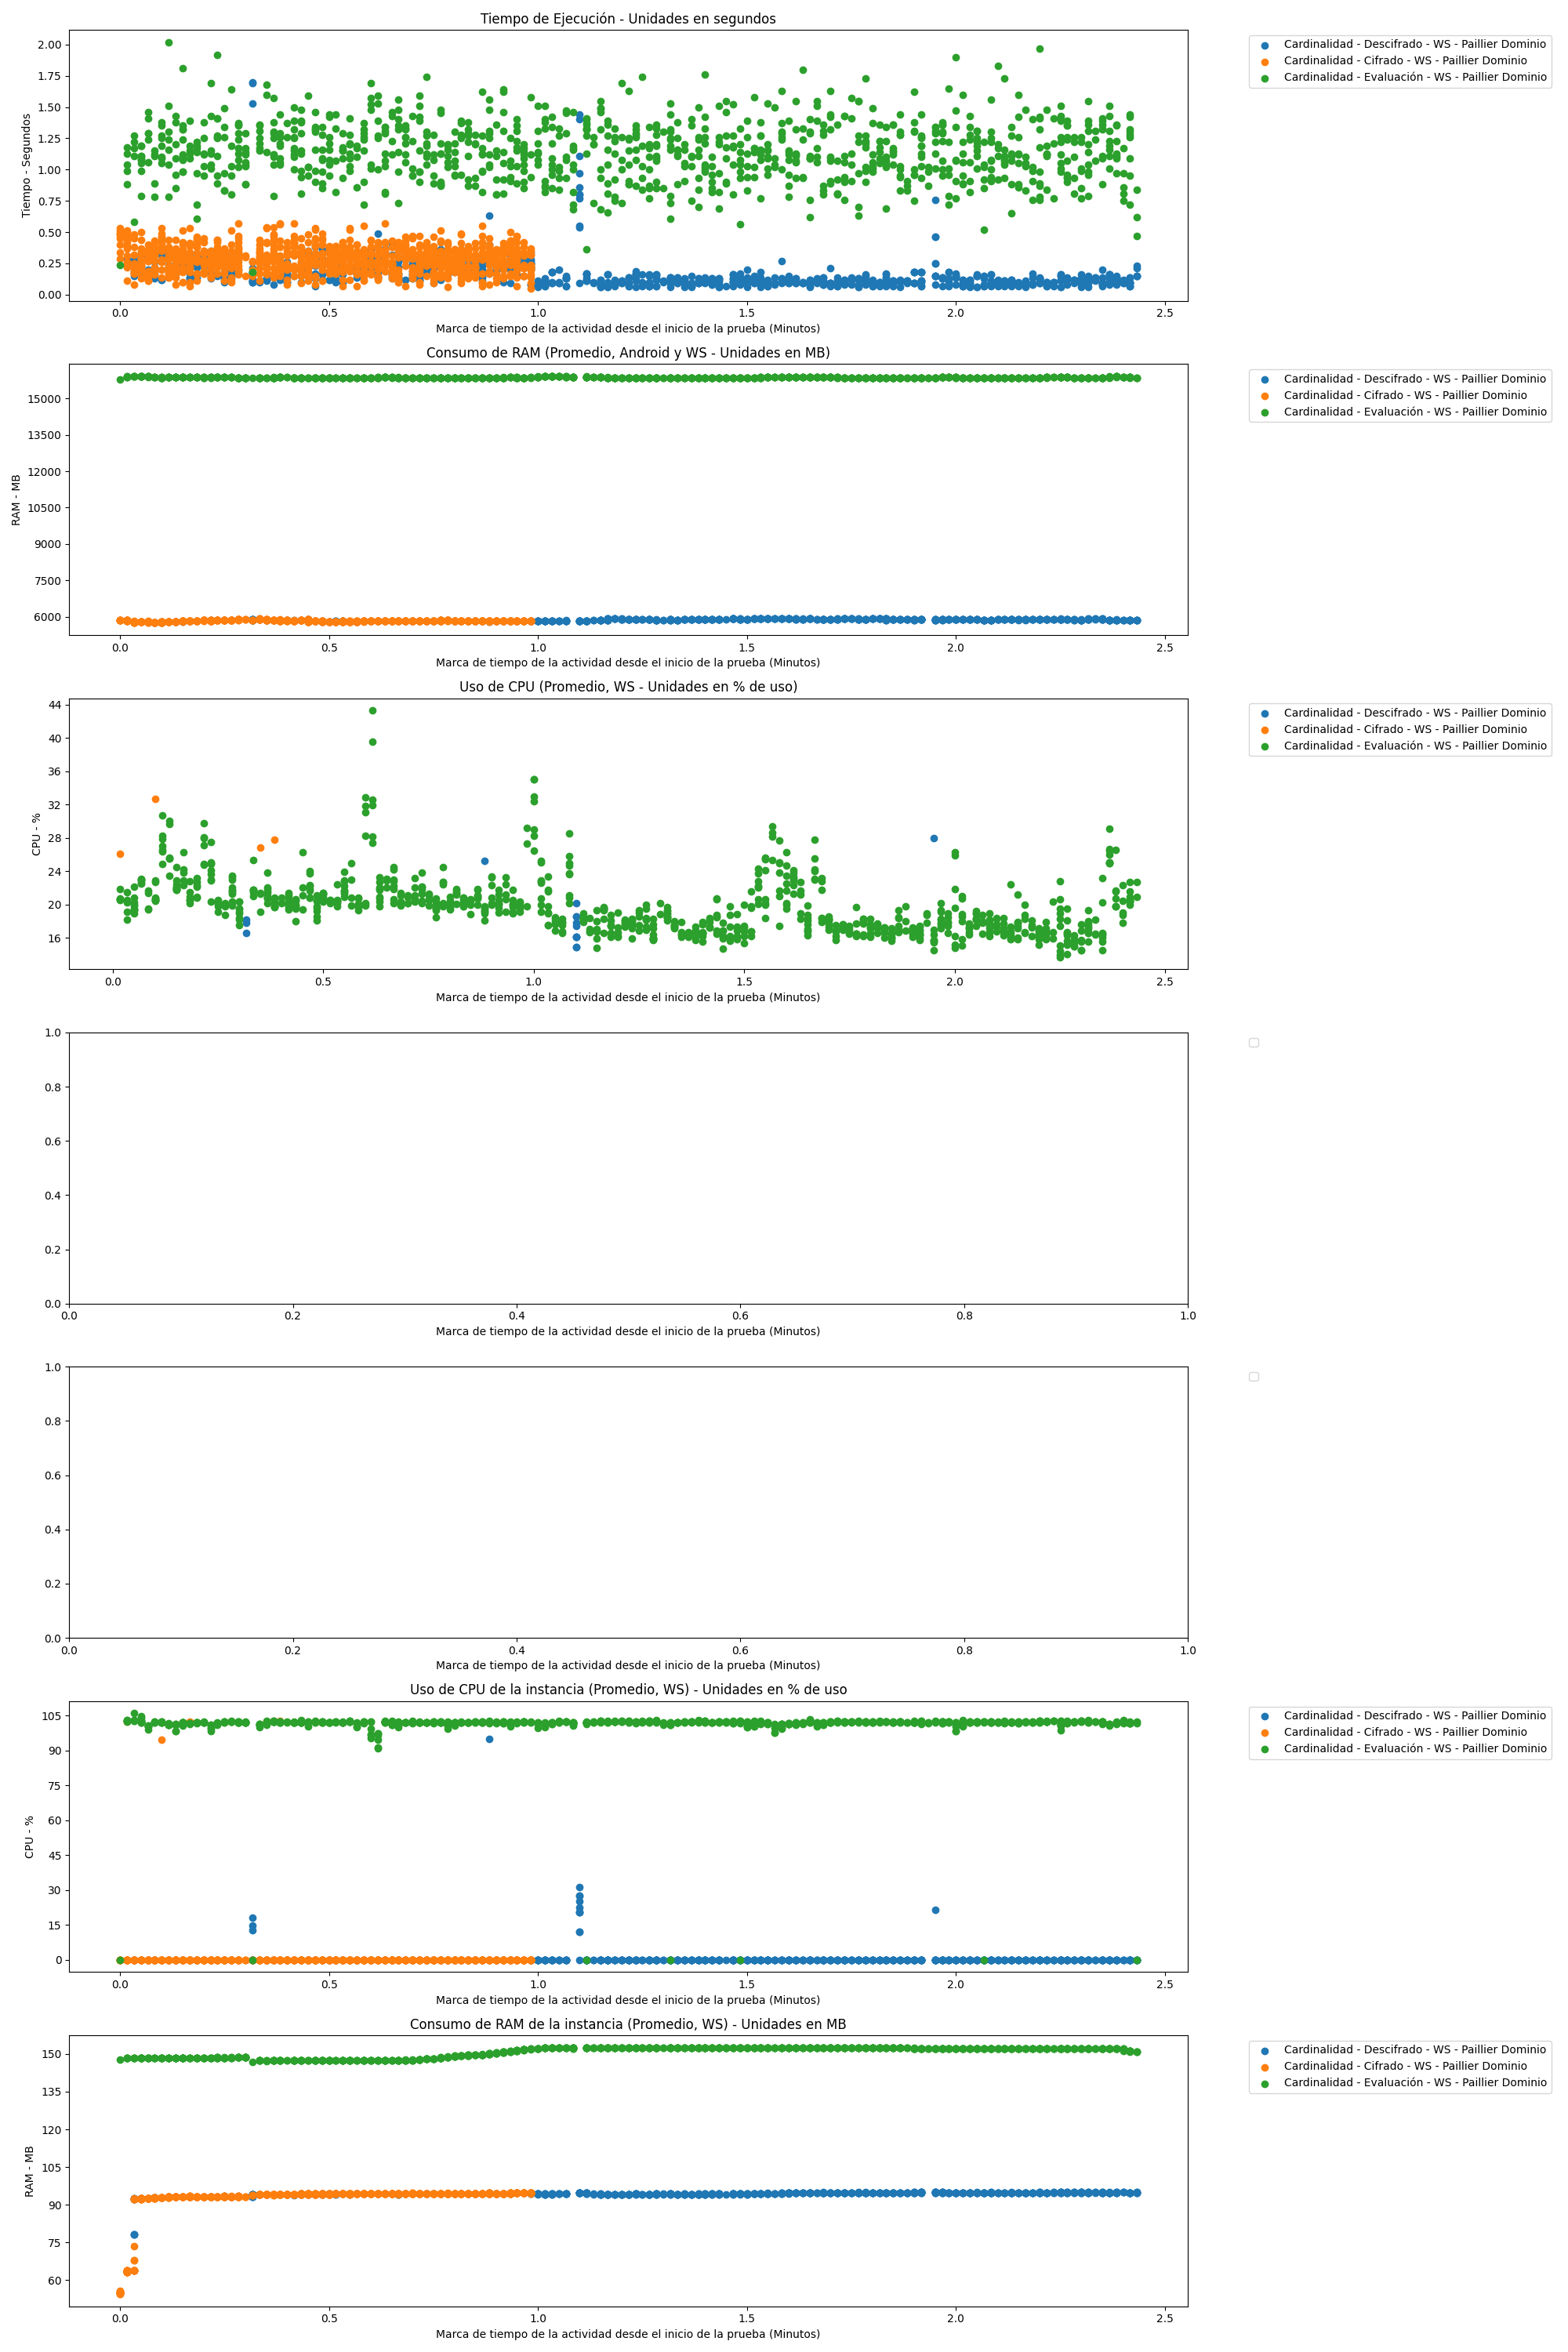 Tiempo de Ejecución - Unidades en segundos
2.00
1.75
1.50
1.25
1.00
0.75
0.50
0.25
0.00
Tiempo - Segundos
0.0 0.5 1.0 1.5 2.0 2.5
Marca de tiempo de la actividad desde el inicio de la prueba (Minutos)
Cardinalidad - Descifrado - WS - Paillier Dominio
Cardinalidad - Cifrado - WS - Paillier Dominio
Cardinalidad - Evaluación - WS - Paillier Dominio
Consumo de RAM (Promedio, Android y WS - Unidades en MB)
15000
13500
12000
10500
9000
7500
6000
RAM - MB
0.0 0.5 1.0 1.5 2.0 2.5
Marca de tiempo de la actividad desde el inicio de la prueba (Minutos)
Cardinalidad - Descifrado - WS - Paillier Dominio
Cardinalidad - Cifrado - WS - Paillier Dominio
Cardinalidad - Evaluación - WS - Paillier Dominio
Uso de CPU (Promedio, WS - Unidades en % de uso)
44
40
36
32
28
24
20
16
CPU - %
0.0 0.5 1.0 1.5 2.0 2.5
Marca de tiempo de la actividad desde el inicio de la prueba (Minutos)
Cardinalidad - Descifrado - WS - Paillier Dominio
Cardinalidad - Cifrado - WS - Paillier Dominio
Cardinalidad - Evaluación - WS - Paillier Dominio
1.0
0.8
0.6
0.4
0.2
0.0
0.0 0.2 0.4 0.6 0.8 1.0
Marca de tiempo de la actividad desde el inicio de la prueba (Minutos)
1.0
0.8
0.6
0.4
0.2
0.0
0.0 0.2 0.4 0.6 0.8 1.0
Marca de tiempo de la actividad desde el inicio de la prueba (Minutos)
Uso de CPU de la instancia (Promedio, WS) - Unidades en % de uso
105
90
75
60
45
30
15
0
CPU - %
0.0 0.5 1.0 1.5 2.0 2.5
Marca de tiempo de la actividad desde el inicio de la prueba (Minutos)
Cardinalidad - Descifrado - WS - Paillier Dominio
Cardinalidad - Cifrado - WS - Paillier Dominio
Cardinalidad - Evaluación - WS - Paillier Dominio
Consumo de RAM de la instancia (Promedio, WS) - Unidades en MB
150
135
120
105
90
75
60
RAM - MB
0.0 0.5 1.0 1.5 2.0 2.5
Marca de tiempo de la actividad desde el inicio de la prueba (Minutos)
Cardinalidad - Descifrado - WS - Paillier Dominio
Cardinalidad - Cifrado - WS - Paillier Dominio
Cardinalidad - Evaluación - WS - Paillier Dominio